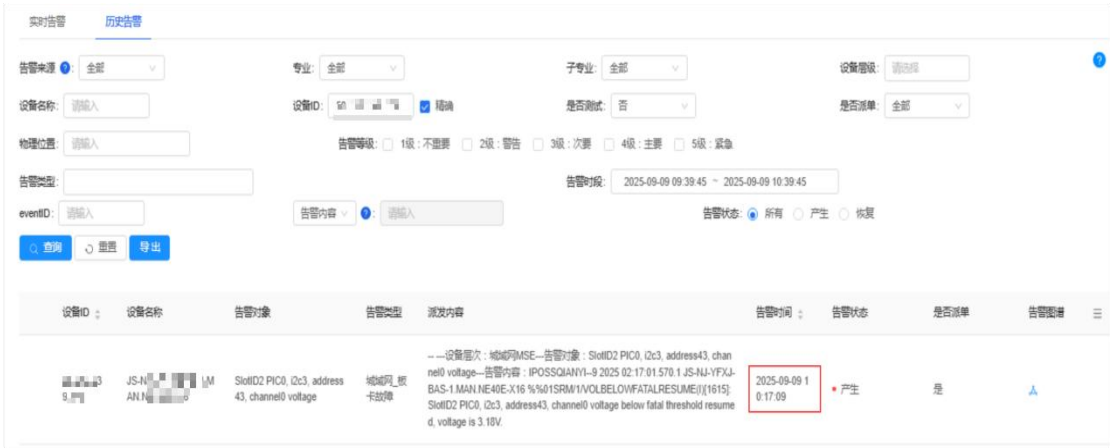 实时告警 历史告警
告警来源 ?: 全部 专业: 全部 子专业: 全部 设备层级: 请选择 ?
设备名称: 请输入 设备ID: 精确 是否测试: 否 是否派单: 全部
物理位置: 请输入 告警等级: 1级:不重要 2级:警告 3级:次要 4级:主要 5级:紧急
告警类型: 告警时段: 2025-09-09 09:39:45 ~ 2025-09-09 10:39:45
eventID: 请输入 告警内容 ?: 请输入 告警状态: 所有 产生 恢复
查询 重置 导出
设备ID 设备名称 告警对象 告警类型 派发内容 告警时间 告警状态 是否派单 告警图谱
-- ---设备层次:城域网MSE---告警对象:SlotID2 PIC0, i2c3, address43, chan
nel0 voltage---告警内容:IPOSSQIANYI--9 2025 02:17:01.570.1 JS-NJ-YFXJ-
JS-N M SlotID2 PIC0, i2c3, address 城域网_板 BAS-1.MAN.NE40E-X16 %%01SRM/1/VOLBELOWFATALRESUME(l)[1615]: 2025-09-09 1 产生 是
9. AN.N 43, channel0 voltage 卡故障 SlotID2 PIC0, i2c3, address43, channel0 voltage below fatal threshold resume 0:17:09
d, voltage is 3.18V.